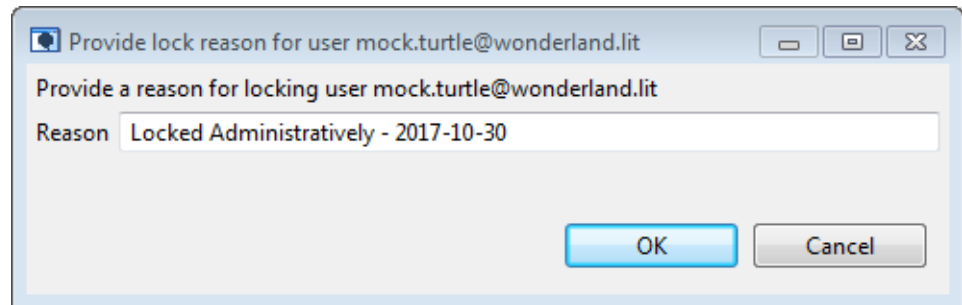 Provide lock reason for user mock.turtle@wonderland.lit
Provide a reason for locking user mock.turtle@wonderland.lit
Reason Locked Administratively - 2017-10-30
OK Cancel